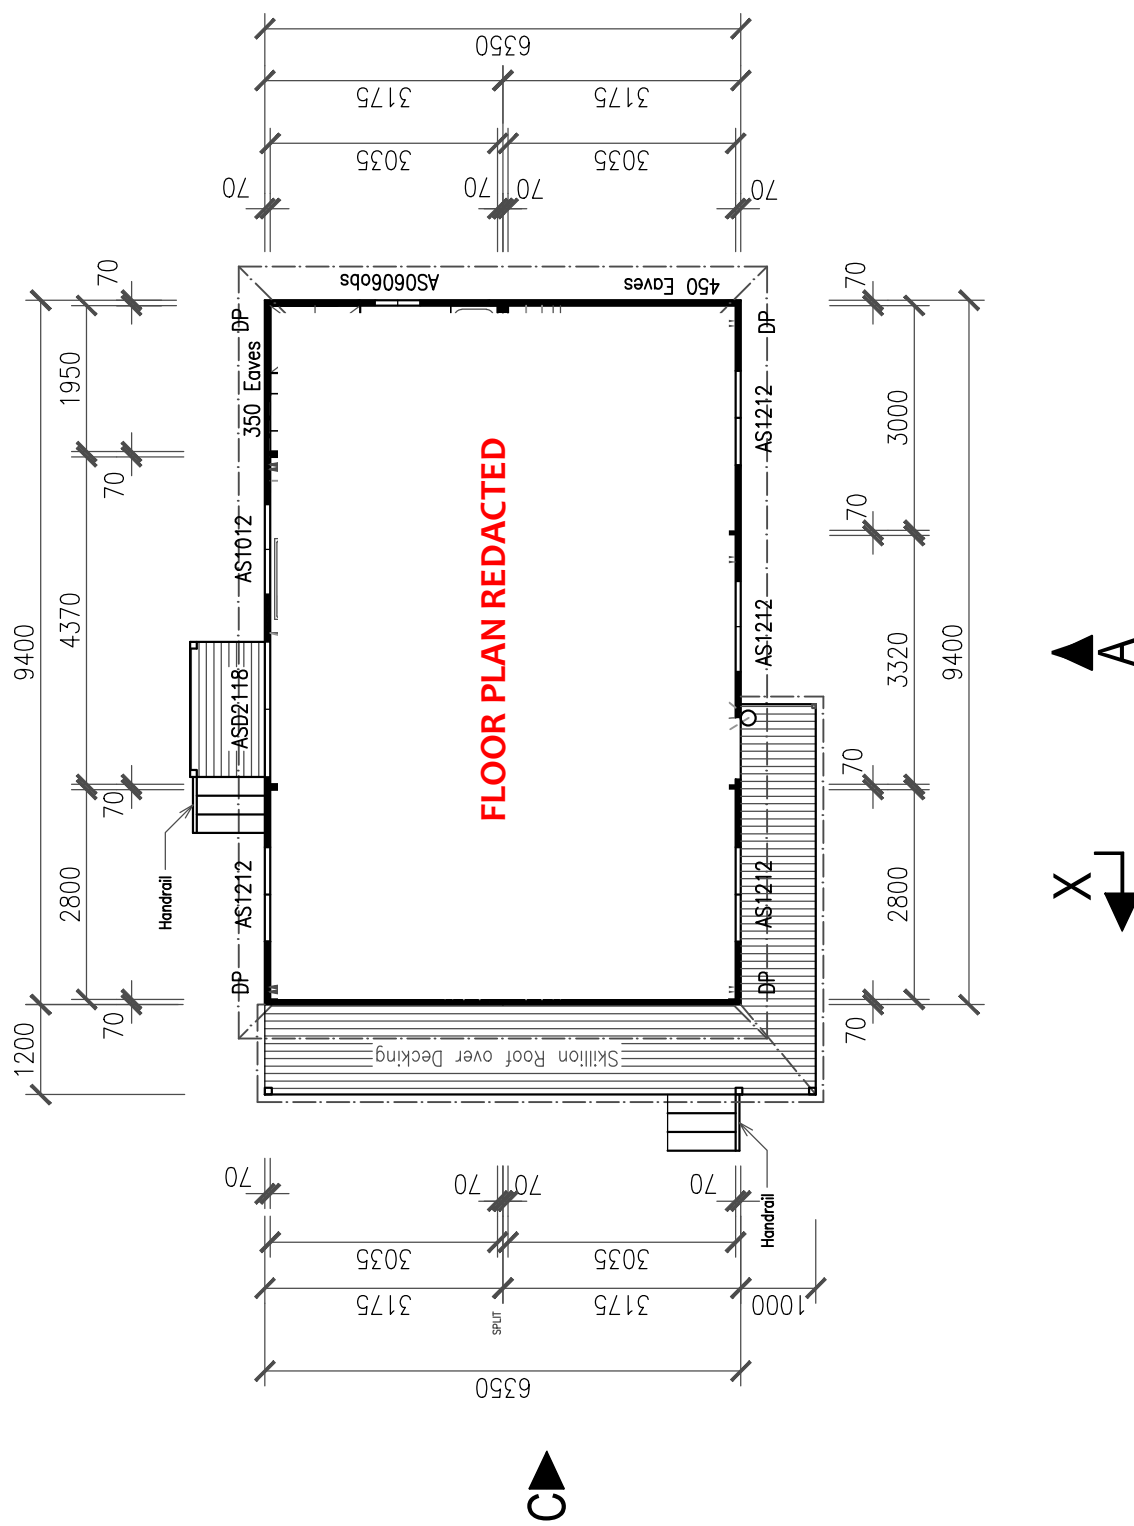 6350
3175
3175
3035
3035
70
70
70
70
AS0606obs
450 Eaves
70
1950
70
4370
9400
70
2800
70
1200
DP
350 Eaves
AS1012
ASD2118
Handrail
AS1212
DP
FLOOR PLAN REDACTED
DP
AS1212
AS1212
AS1212
DP
70
3000
70
3320
9400
70
2800
70
A
X
Skillion Roof over Decking
Handrail
70
70
70
70
3035
3035
3175
3175
1000
SPLIT
6350
C